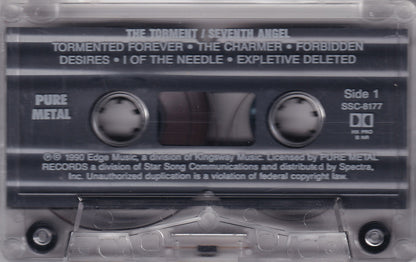 THE TORMENT / SEVENTH ANGEL
TORMENTED FOREVER • THE CHARMER • FORBIDDEN
DESIRES • I OF THE NEEDLE • EXPLETIVE DELETED
PURE
METAL
Side 1
SSC-8177
HX PRO
B NR
℗ © 1990 Edge Music, a division of Kingsway Music. Licensed by PURE METAL
RECORDS a division of Star Song Communications and distributed by Spectra,
Inc. Unauthorized duplication is a violation of federal copyright law.